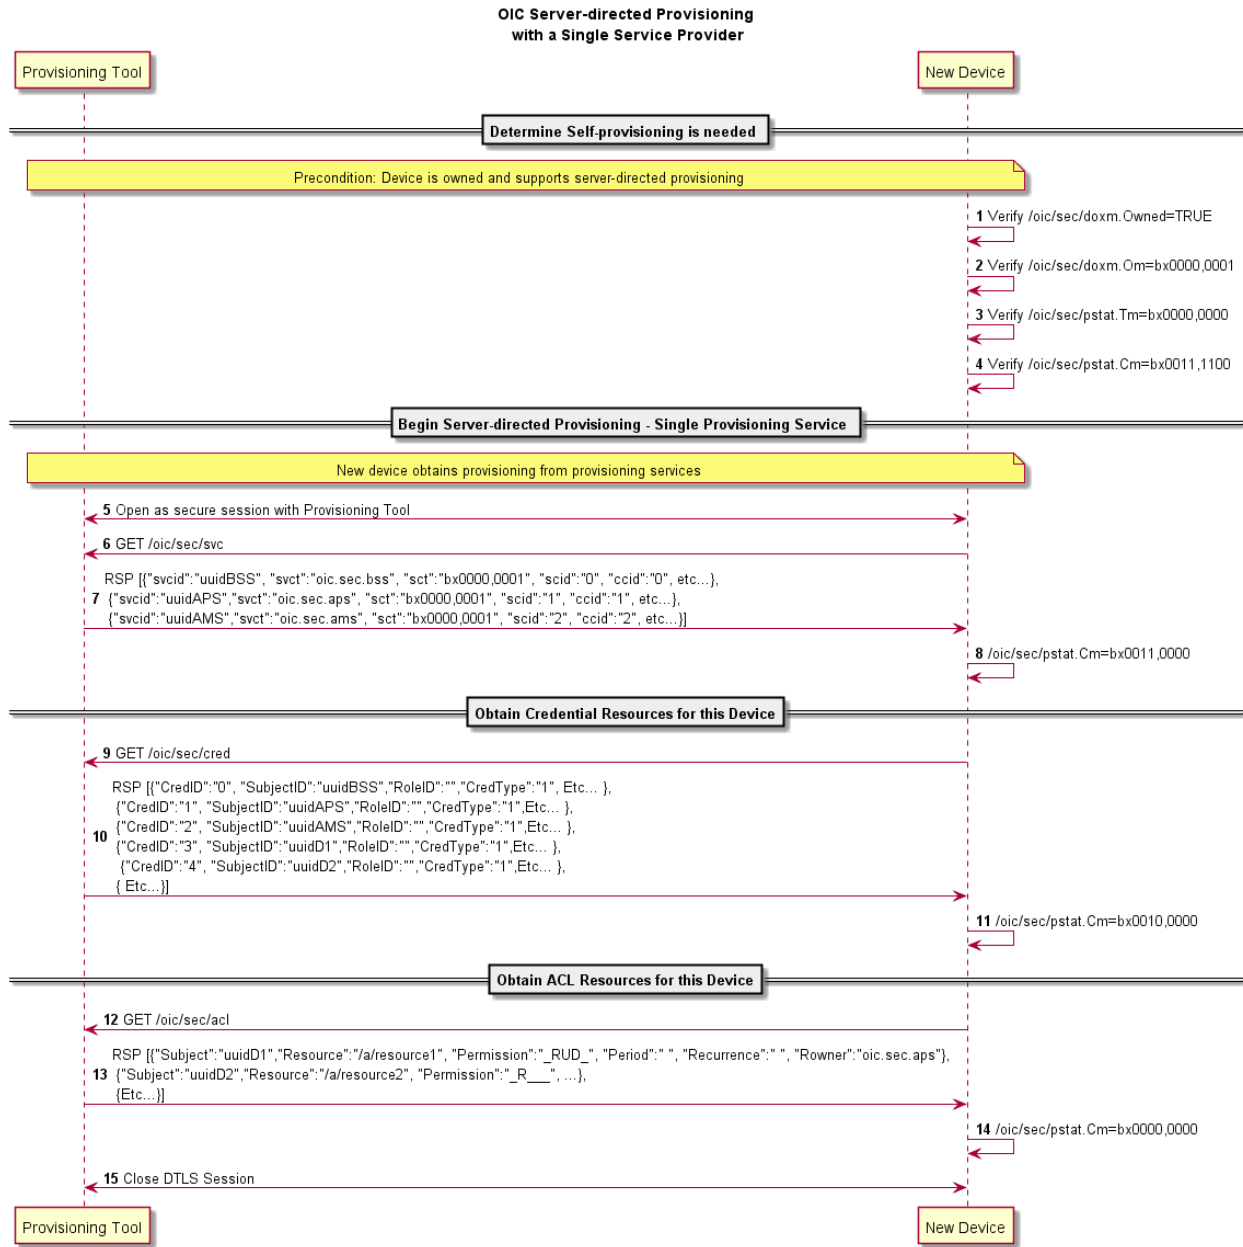 OIC Server-directed Provisioning
with a Single Service Provider
Provisioning Tool
New Device
Determine Self-provisioning is needed
Precondition: Device is owned and supports server-directed provisioning
1 Verify /oic/sec/doxm.Owned=TRUE
2 Verify /oic/sec/doxm.Om=bx0000,0001
3 Verify /oic/sec/pstat.Tm=bx0000,0000
4 Verify /oic/sec/pstat.Cm=bx0011,1100
Begin Server-directed Provisioning - Single Provisioning Service
New device obtains provisioning from provisioning services
5 Open as secure session with Provisioning Tool
6 GET /oic/sec/svc
RSP [{"svcid":"uuidBSS", "svct":"oic.sec.bss", "sct":"bx0000,0001", "scid":"0", "ccid":"0", etc...},
7 {"svcid":"uuidAPS","svct":"oic.sec.aps", "sct":"bx0000,0001", "scid":"1", "ccid":"1", etc...},
{"svcid":"uuidAMS","svct":"oic.sec.ams", "sct":"bx0000,0001", "scid":"2", "ccid":"2", etc...}]
8 /oic/sec/pstat.Cm=bx0011,0000
Obtain Credential Resources for this Device
9 GET /oic/sec/cred
RSP [{"CredID":"0", "SubjectID":"uuidBSS","RoleID":"","CredType":"1", Etc... },
{"CredID":"1", "SubjectID":"uuidAPS","RoleID":"","CredType":"1",Etc... },
{"CredID":"2", "SubjectID":"uuidAMS","RoleID":"","CredType":"1",Etc... },
10 {"CredID":"3", "SubjectID":"uuidD1","RoleID":"","CredType":"1",Etc... },
{"CredID":"4", "SubjectID":"uuidD2","RoleID":"","CredType":"1",Etc... },
{ Etc...}]
11 /oic/sec/pstat.Cm=bx0010,0000
Obtain ACL Resources for this Device
12 GET /oic/sec/acl
RSP [{"Subject":"uuidD1","Resource":"/a/resource1", "Permission":"_RUD_", "Period":" ", "Recurrence":" ", "Rowner":"oic.sec.aps"},
13 {"Subject":"uuidD2","Resource":"/a/resource2", "Permission":"_R___", ...},
{Etc...}]
14 /oic/sec/pstat.Cm=bx0000,0000
15 Close DTLS Session
Provisioning Tool
New Device